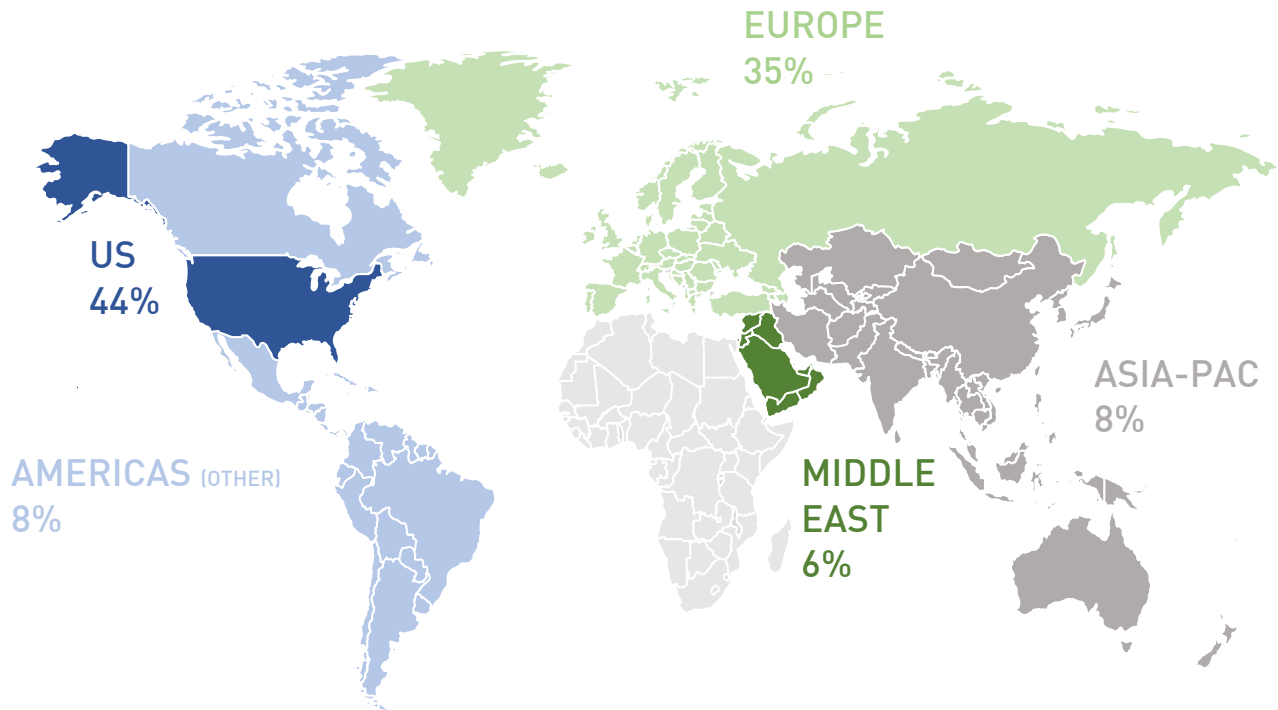 EUROPE
35%
US
44%
ASIA-PAC
8%
AMERICAS (OTHER)
8%
MIDDLE
EAST
6%